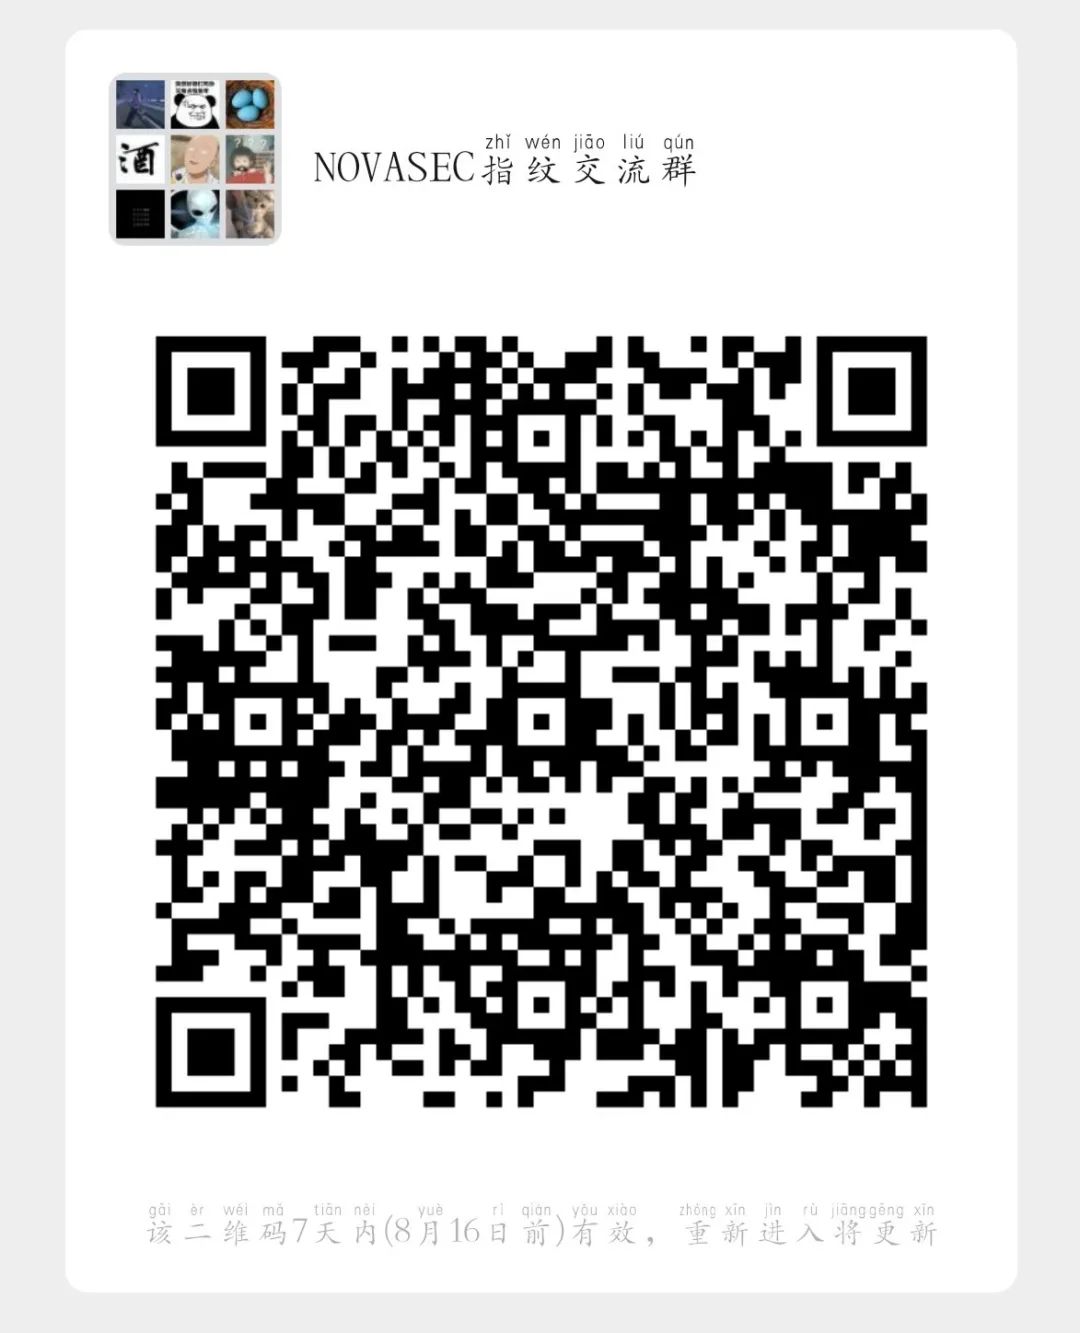 zhǐ wén jiāo liú qún
NOVASEC指纹交流群
酒
gāi èr wéi mǎ tiān nèi yuè rì qián yǒu xiào zhòng xīn jìn rù jiāng gēng xīn
该二维码7天内(8月16日前)有效，重新进入将更新